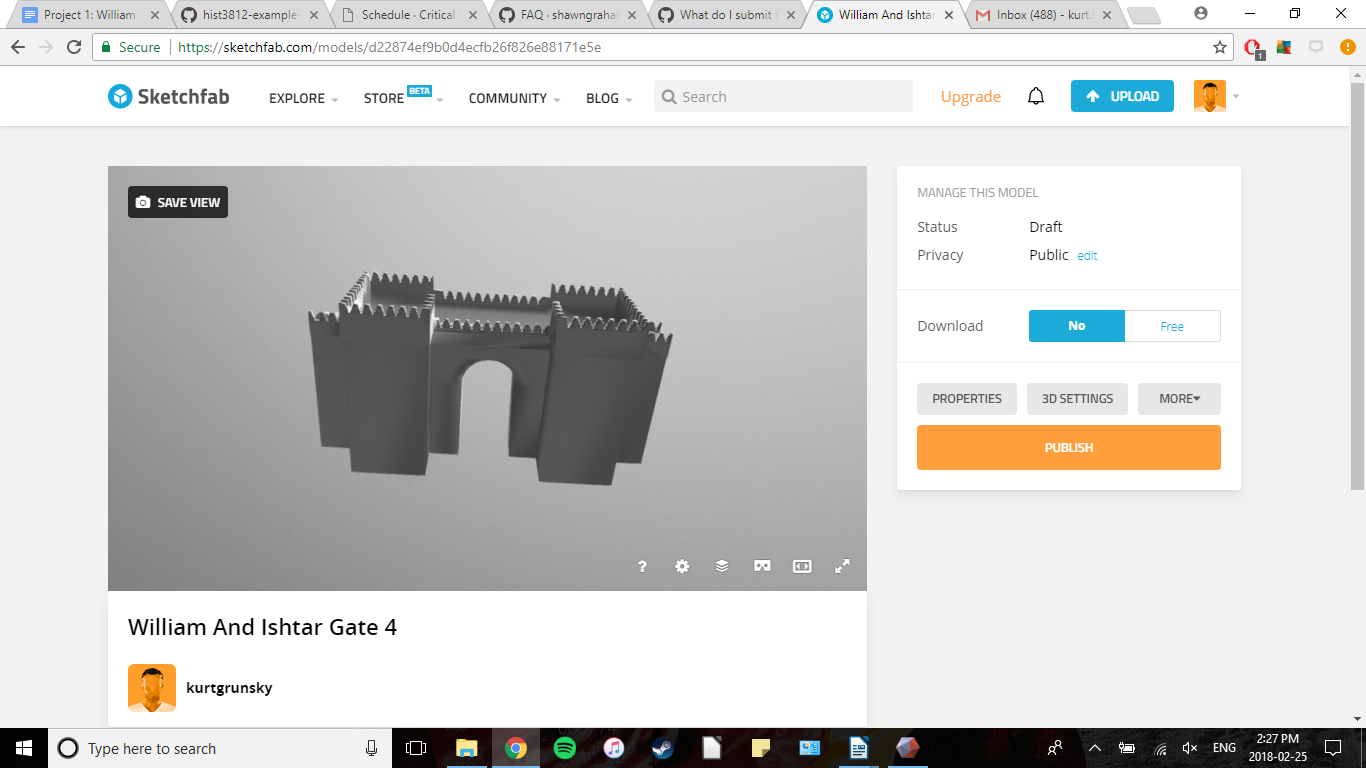 Project 1: William
hist3812-example-
Schedule · Critical
FAQ · shawngraha
What do I submit
William And Ishtar
Inbox (488) - kurt
Secure
https://sketchfab.com/models/d22874ef9b0d4ecfb26f826e88171e5e
1
Sketchfab
EXPLORE
STORE BETA
COMMUNITY
BLOG
Search
Upgrade
UPLOAD
SAVE VIEW
MANAGE THIS MODEL
Status Draft
Privacy Public edit
Download No Free
PROPERTIES 3D SETTINGS MORE
PUBLISH
?
William And Ishtar Gate 4
kurtgrunsky
Type here to search
ENG
2:27 PM
2018-02-25